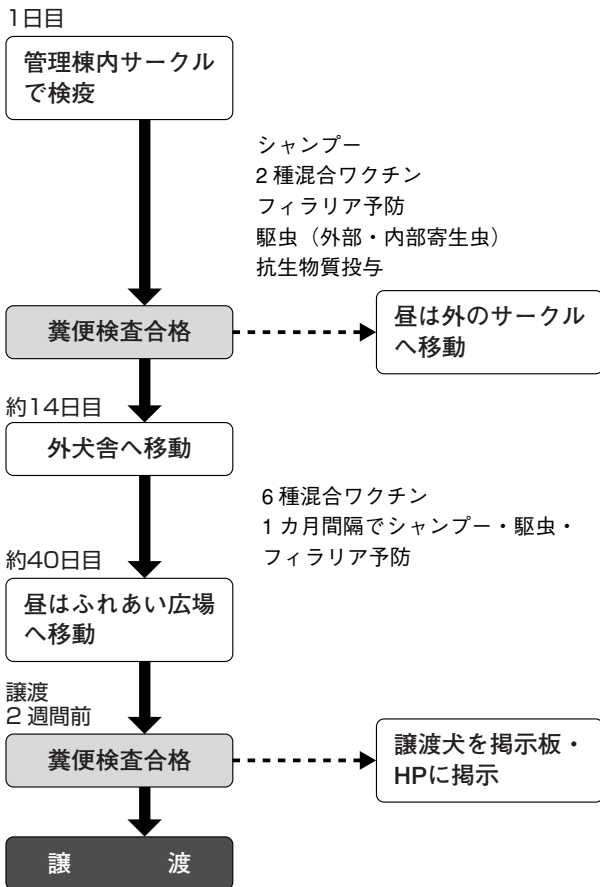 1日目
管理棟内サークル
で検疫
シャンプー
2種混合ワクチン
フィラリア予防
駆虫（外部・内部寄生虫）
抗生物質投与
糞便検査合格
昼は外のサークル
へ移動
約14日目
外犬舎へ移動
6種混合ワクチン
1カ月間隔でシャンプー・駆虫・
フィラリア予防
約40日目
昼はふれあい広場
へ移動
譲渡
2週間前
糞便検査合格
譲渡犬を掲示板・
HPに掲示
譲　渡